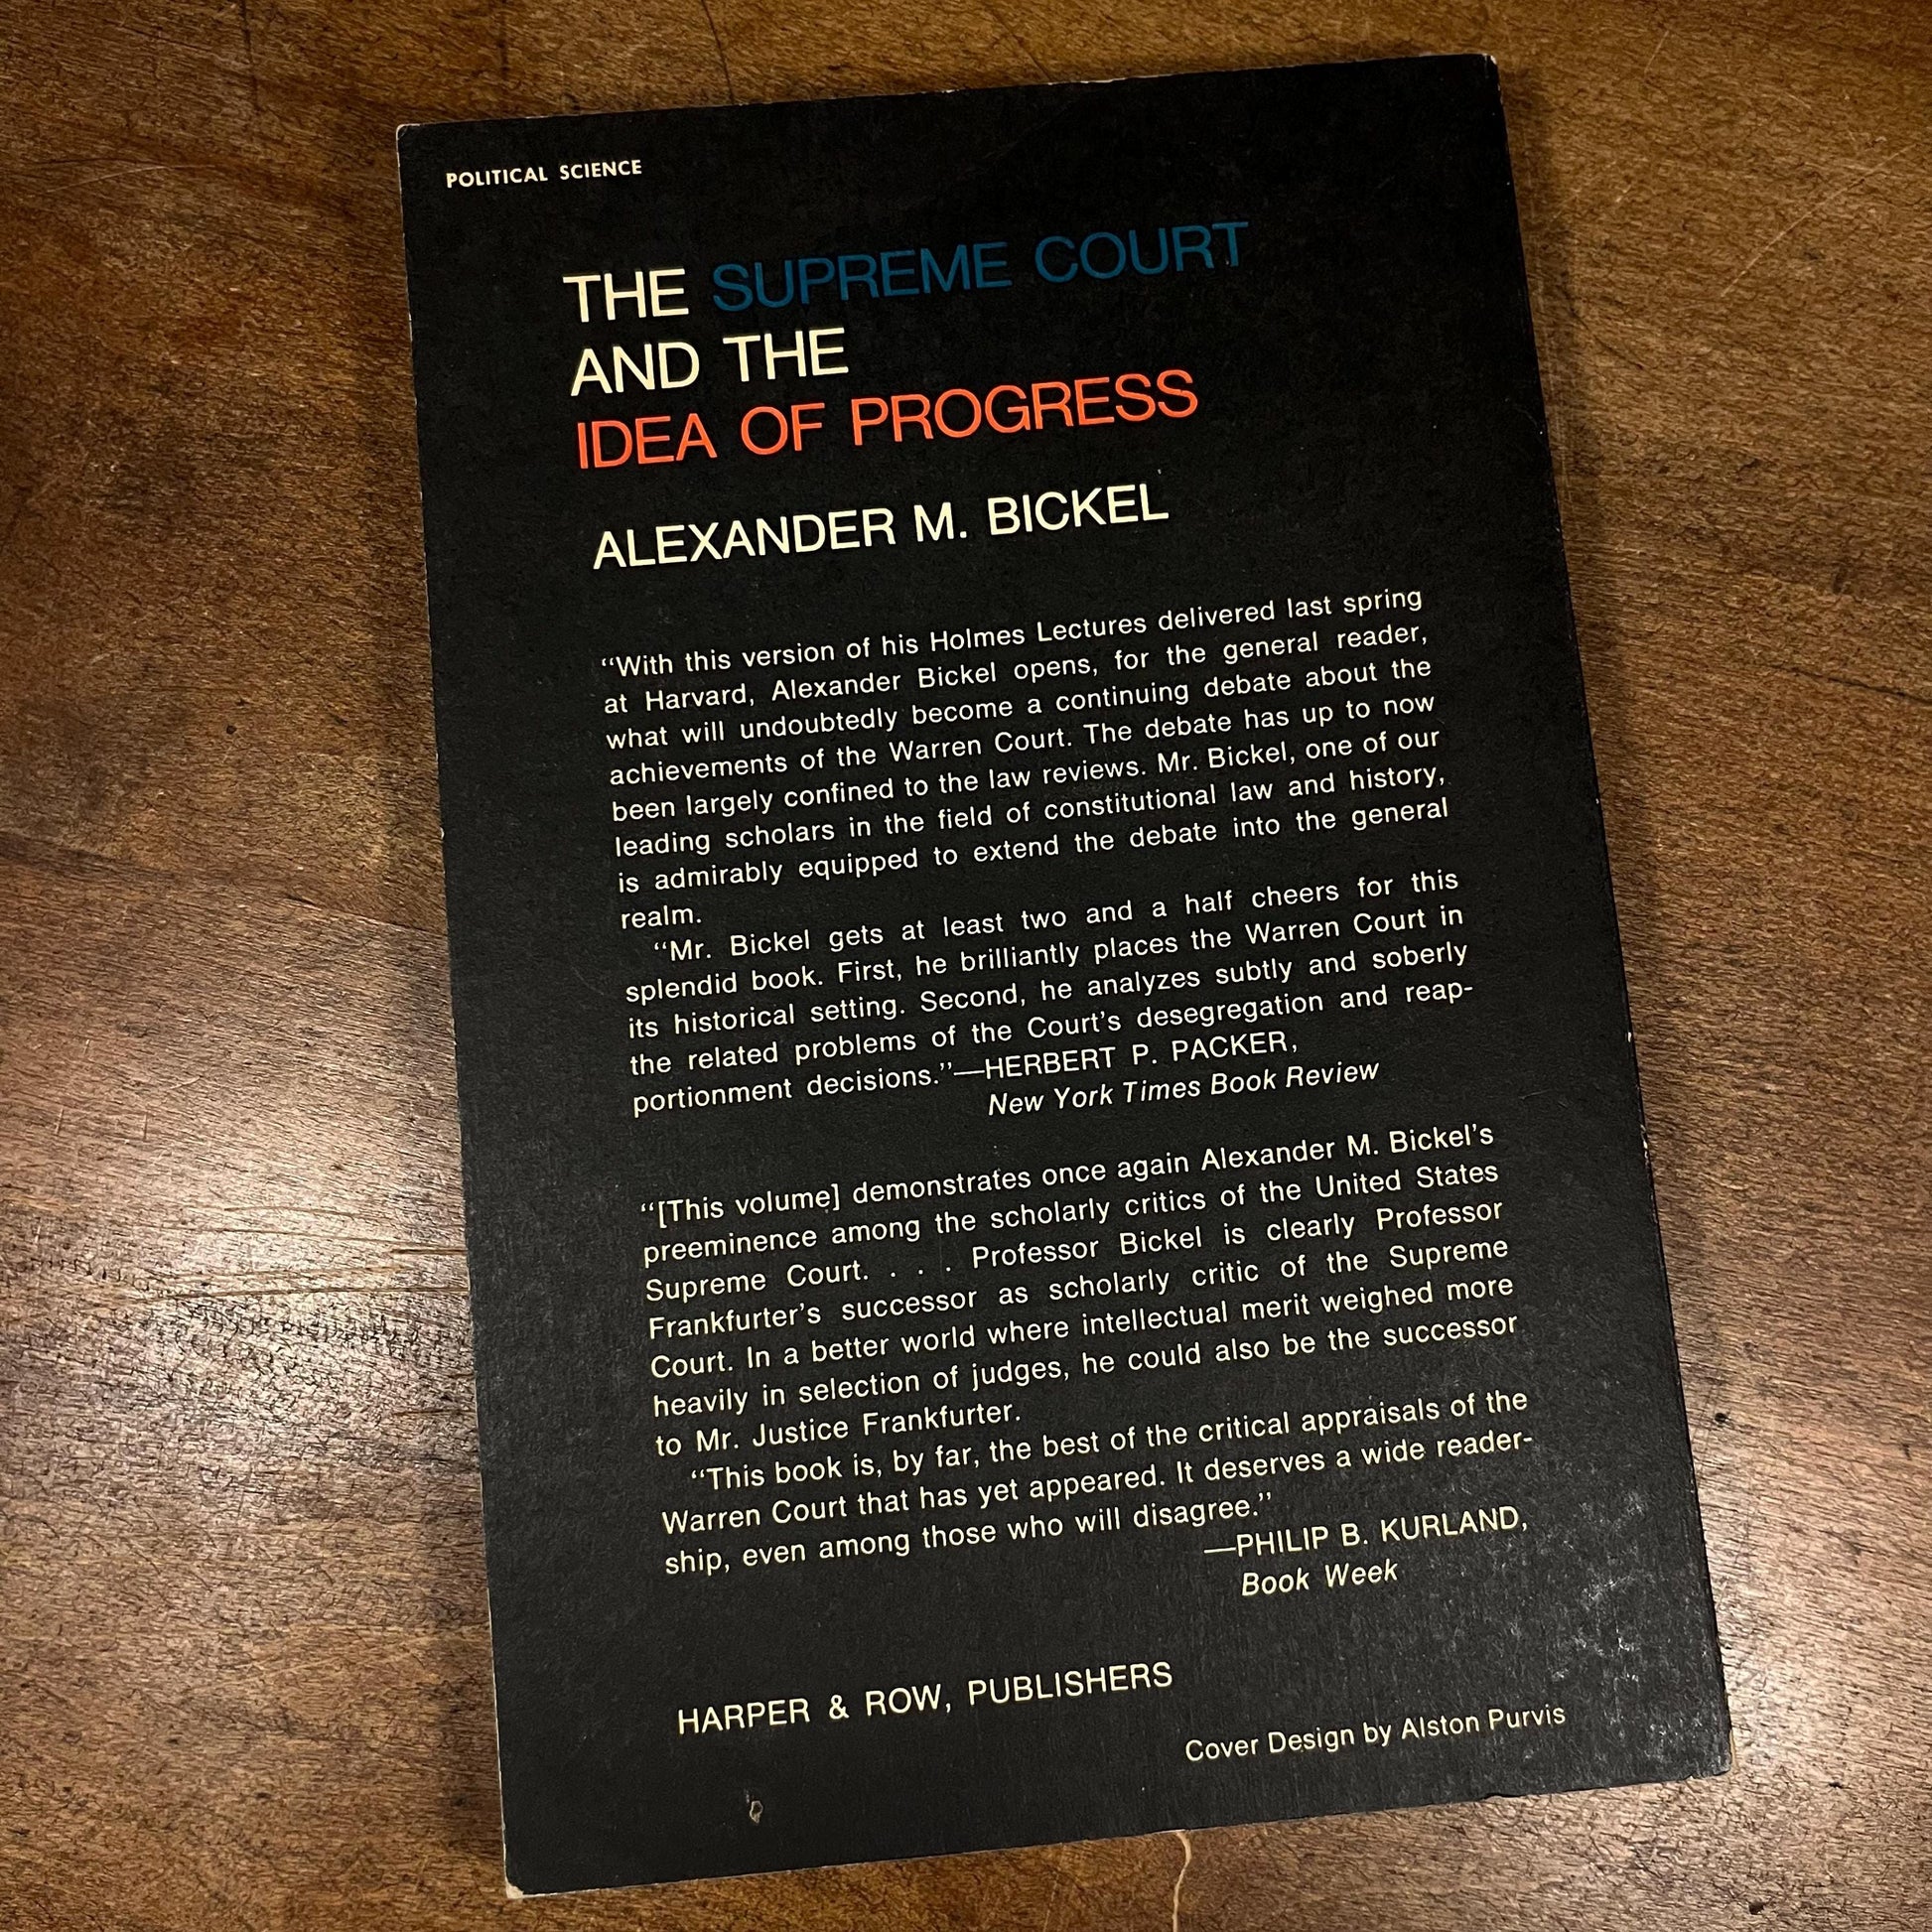 POLITICAL SCIENCE
THE SUPREME COURT
AND THE
IDEA OF PROGRESS
ALEXANDER M. BICKEL
“With this version of his Holmes Lectures delivered last spring
at Harvard, Alexander Bickel opens, for the general reader,
what will undoubtedly become a continuing debate about the
achievements of the Warren Court. The debate has up to now
been largely confined to the law reviews. Mr. Bickel, one of our
leading scholars in the field of constitutional law and history,
is admirably equipped to extend the debate into the general
realm.
“Mr. Bickel gets at least two and a half cheers for this
splendid book. First, he brilliantly places the Warren Court in
its historical setting. Second, he analyzes subtly and soberly
the related problems of the Court’s desegregation and reap-
portionment decisions.”—HERBERT P. PACKER,
New York Times Book Review
“[This volume] demonstrates once again Alexander M. Bickel’s
preeminence among the scholarly critics of the United States
Supreme Court. . . . Professor Bickel is clearly Professor
Frankfurter’s successor as scholarly critic of the Supreme
Court. In a better world where intellectual merit weighed more
heavily in selection of judges, he could also be the successor
to Mr. Justice Frankfurter.
“This book is, by far, the best of the critical appraisals of the
Warren Court that has yet appeared. It deserves a wide reader-
ship, even among those who will disagree.”
—PHILIP B. KURLAND,
Book Week
HARPER & ROW, PUBLISHERS
Cover Design by Alston Purvis